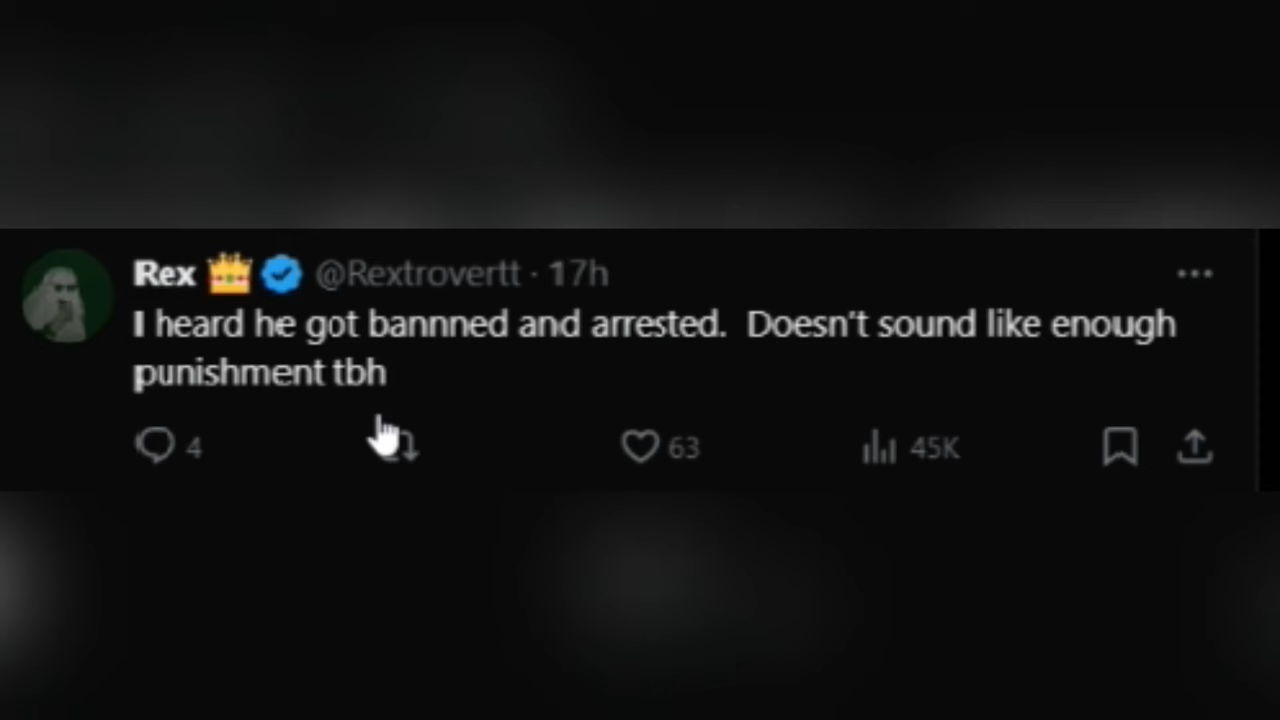 Rex 👑 @Rextrovertt · 17h
I heard he got bannned and arrested.  Doesn't sound like enough
punishment tbh
4 63 45K